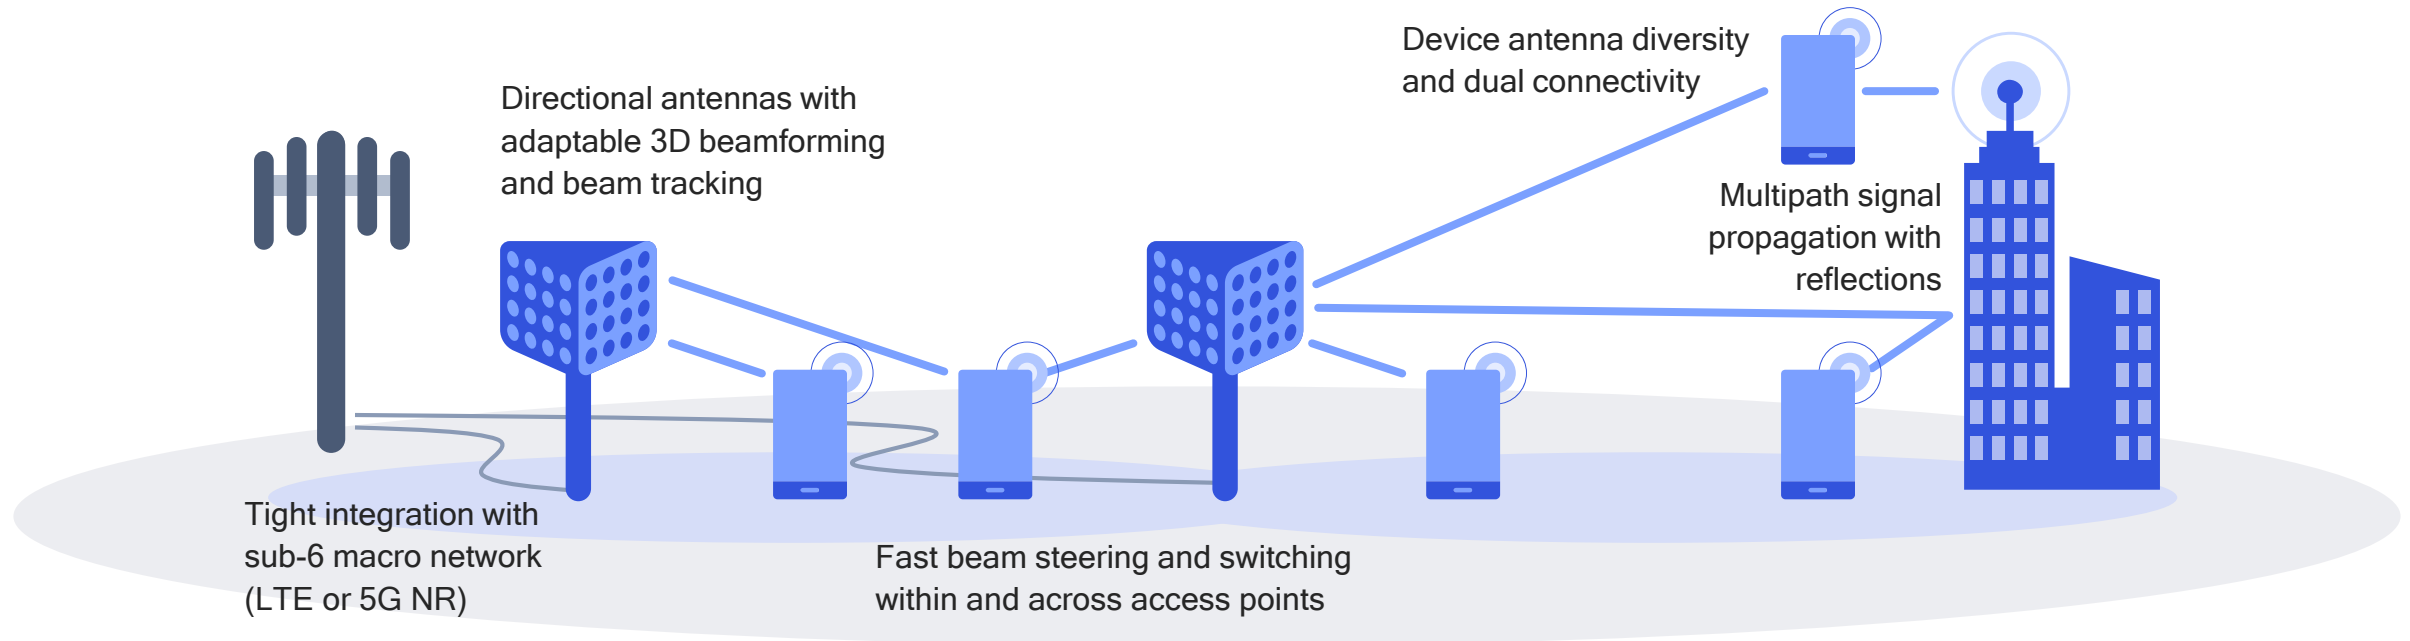 Directional antennas with
adaptable 3D beamforming
and beam tracking
Device antenna diversity
and dual connectivity
Multipath signal
propagation with
reflections
Tight integration with
sub-6 macro network
(LTE or 5G NR)
Fast beam steering and switching
within and across access points